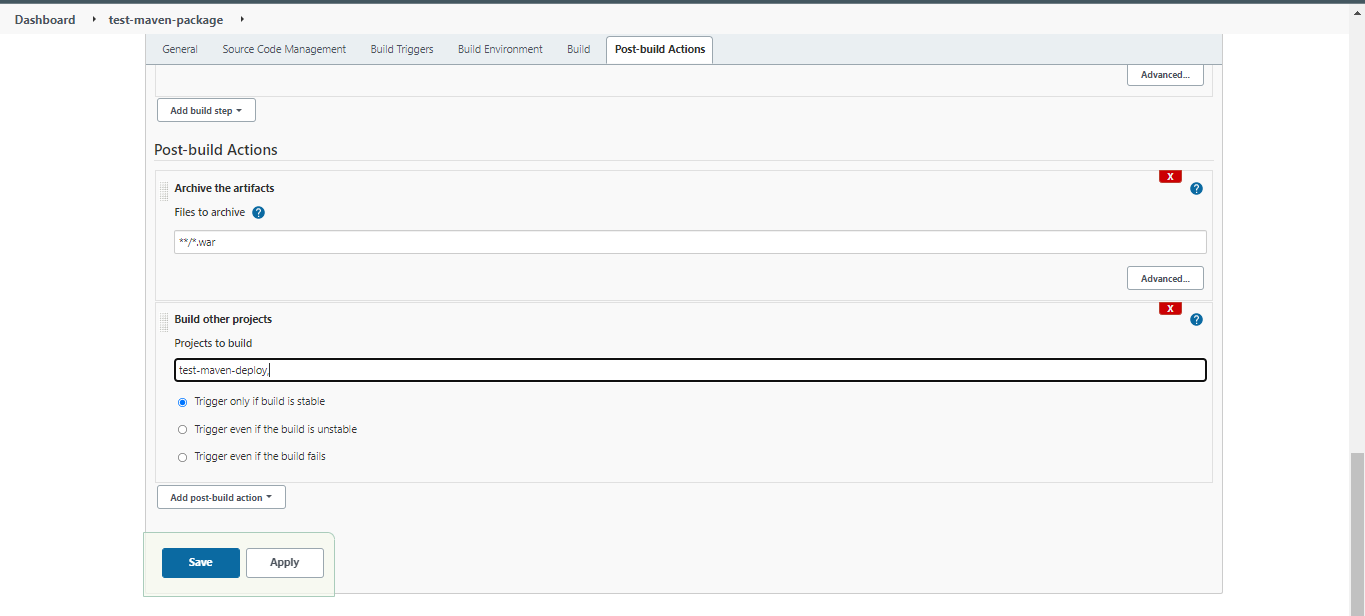 Dashboard test-maven-package
General Source Code Management Build Triggers Build Environment Build Post-build Actions
Advanced...
Add build step
Post-build Actions
X
Archive the artifacts ?
Files to archive ?
**/*.war
Advanced...
X
Build other projects ?
Projects to build
test-maven-deploy,
Trigger only if build is stable
Trigger even if the build is unstable
Trigger even if the build fails
Add post-build action
Save Apply